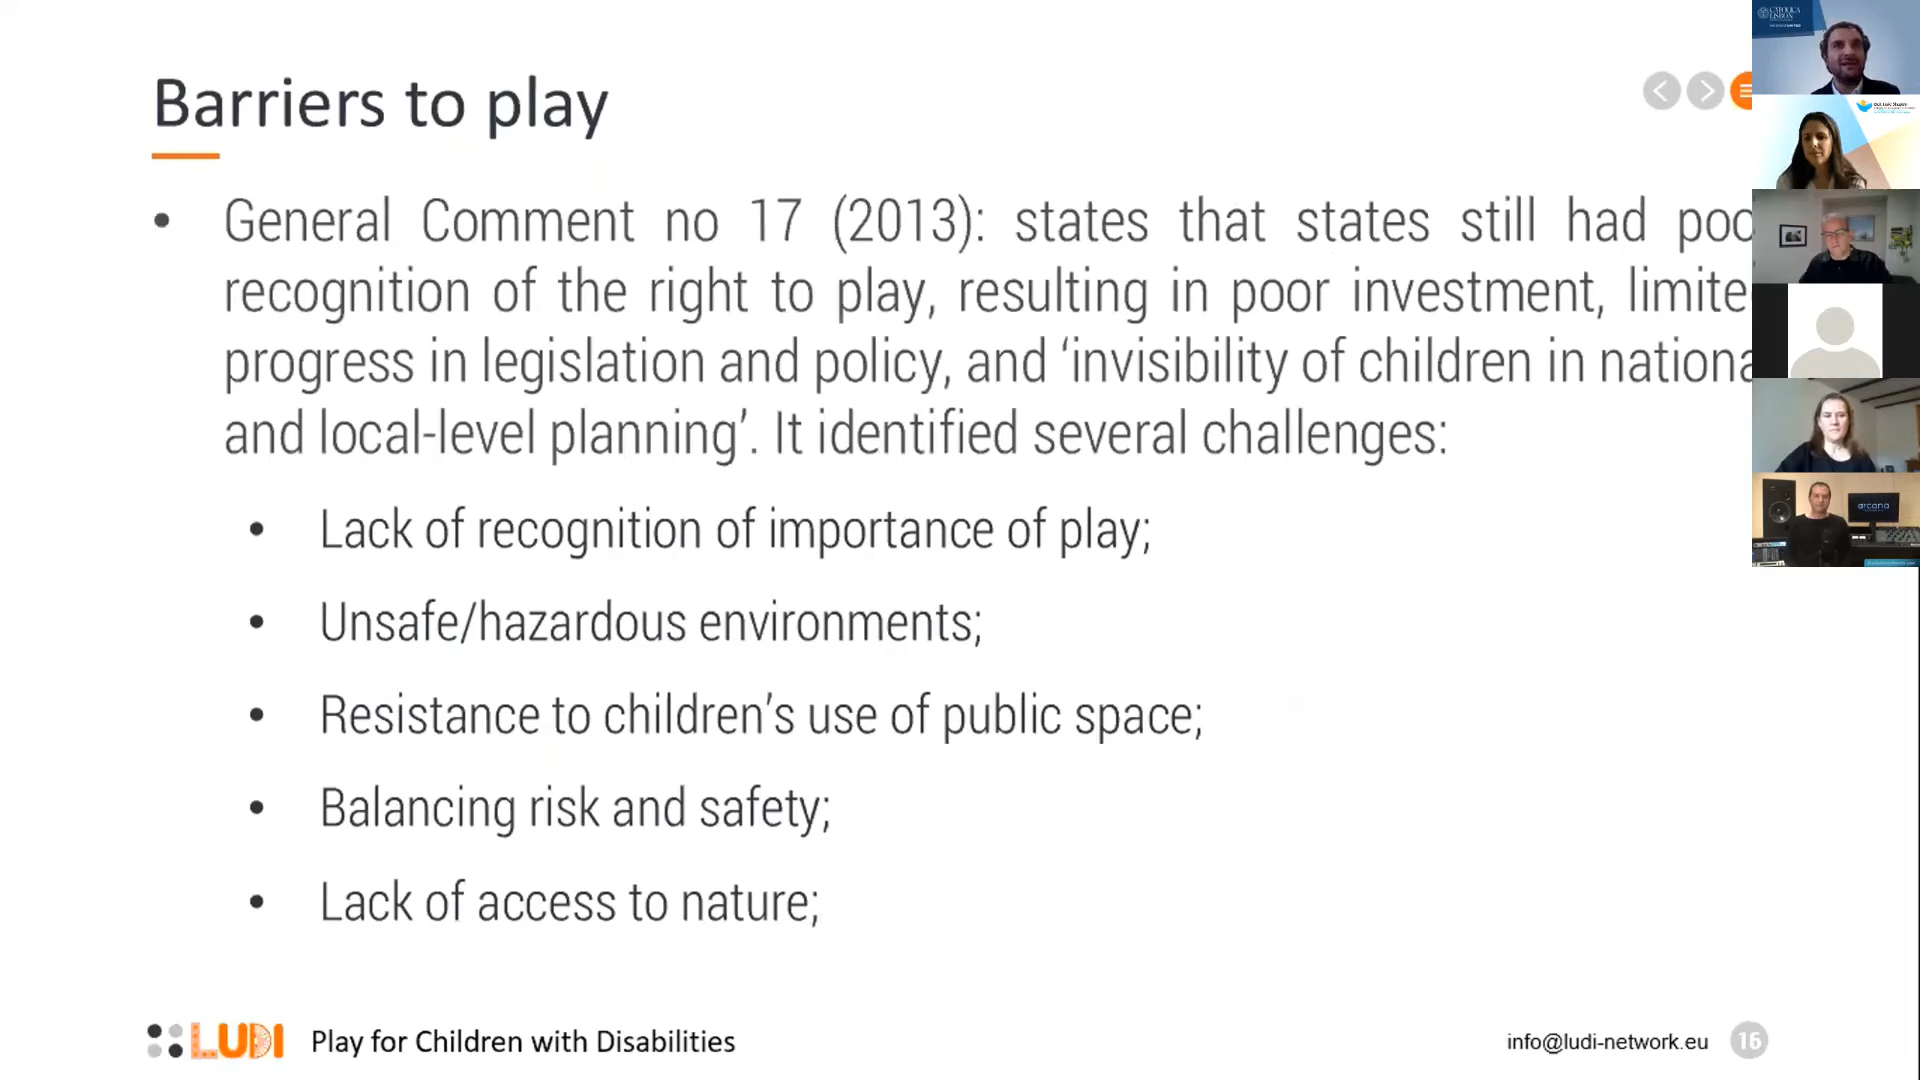 Barriers to play
• General Comment no 17 (2013): states that states still had poo
recognition of the right to play, resulting in poor investment, limite
progress in legislation and policy, and ‘invisibility of children in nationa
and local-level planning’. It identified several challenges:
• Lack of recognition of importance of play;
• Unsafe/hazardous environments;
• Resistance to children’s use of public space;
• Balancing risk and safety;
• Lack of access to nature;
LUDI Play for Children with Disabilities
info@ludi-network.eu 16
CATÓLICA
LISBON
arcana